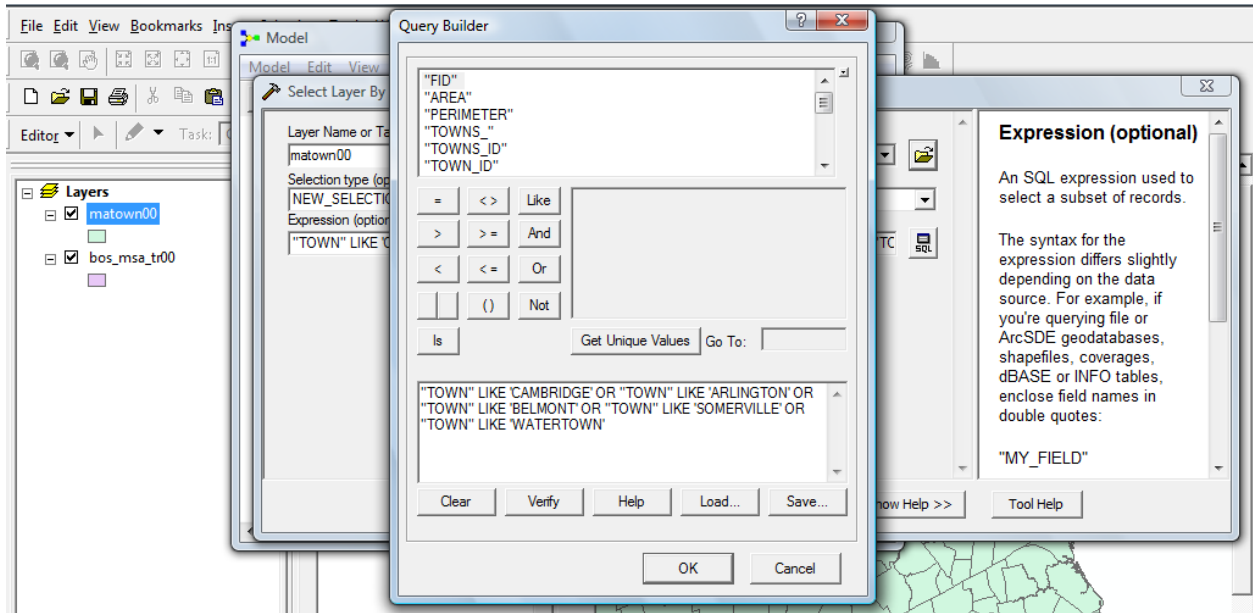 File Edit View Bookmarks Ins
Model
Query Builder
Model Edit View
Select Layer By
Editor Task:
Layer Name or Ta
matown00
Selection type (op
NEW_SELECTIO
Expression (option
"TOWN" LIKE 'C
"TC
SQL
Layers
matown00
bos_msa_tr00
"FID"
"AREA"
"PERIMETER"
"TOWNS_"
"TOWNS_ID"
"TOWN_ID"
= <> Like
> >= And
< <= Or
() Not
Is
Get Unique Values Go To:
"TOWN" LIKE 'CAMBRIDGE' OR "TOWN" LIKE 'ARLINGTON' OR
"TOWN" LIKE 'BELMONT' OR "TOWN" LIKE 'SOMERVILLE' OR
"TOWN" LIKE 'WATERTOWN'
Clear Verify Help Load... Save...
OK Cancel
Expression (optional)
An SQL expression used to
select a subset of records.
The syntax for the
expression differs slightly
depending on the data
source. For example, if
you're querying file or
ArcSDE geodatabases,
shapefiles, coverages,
dBASE or INFO tables,
enclose field names in
double quotes:
"MY_FIELD"
how Help >> Tool Help